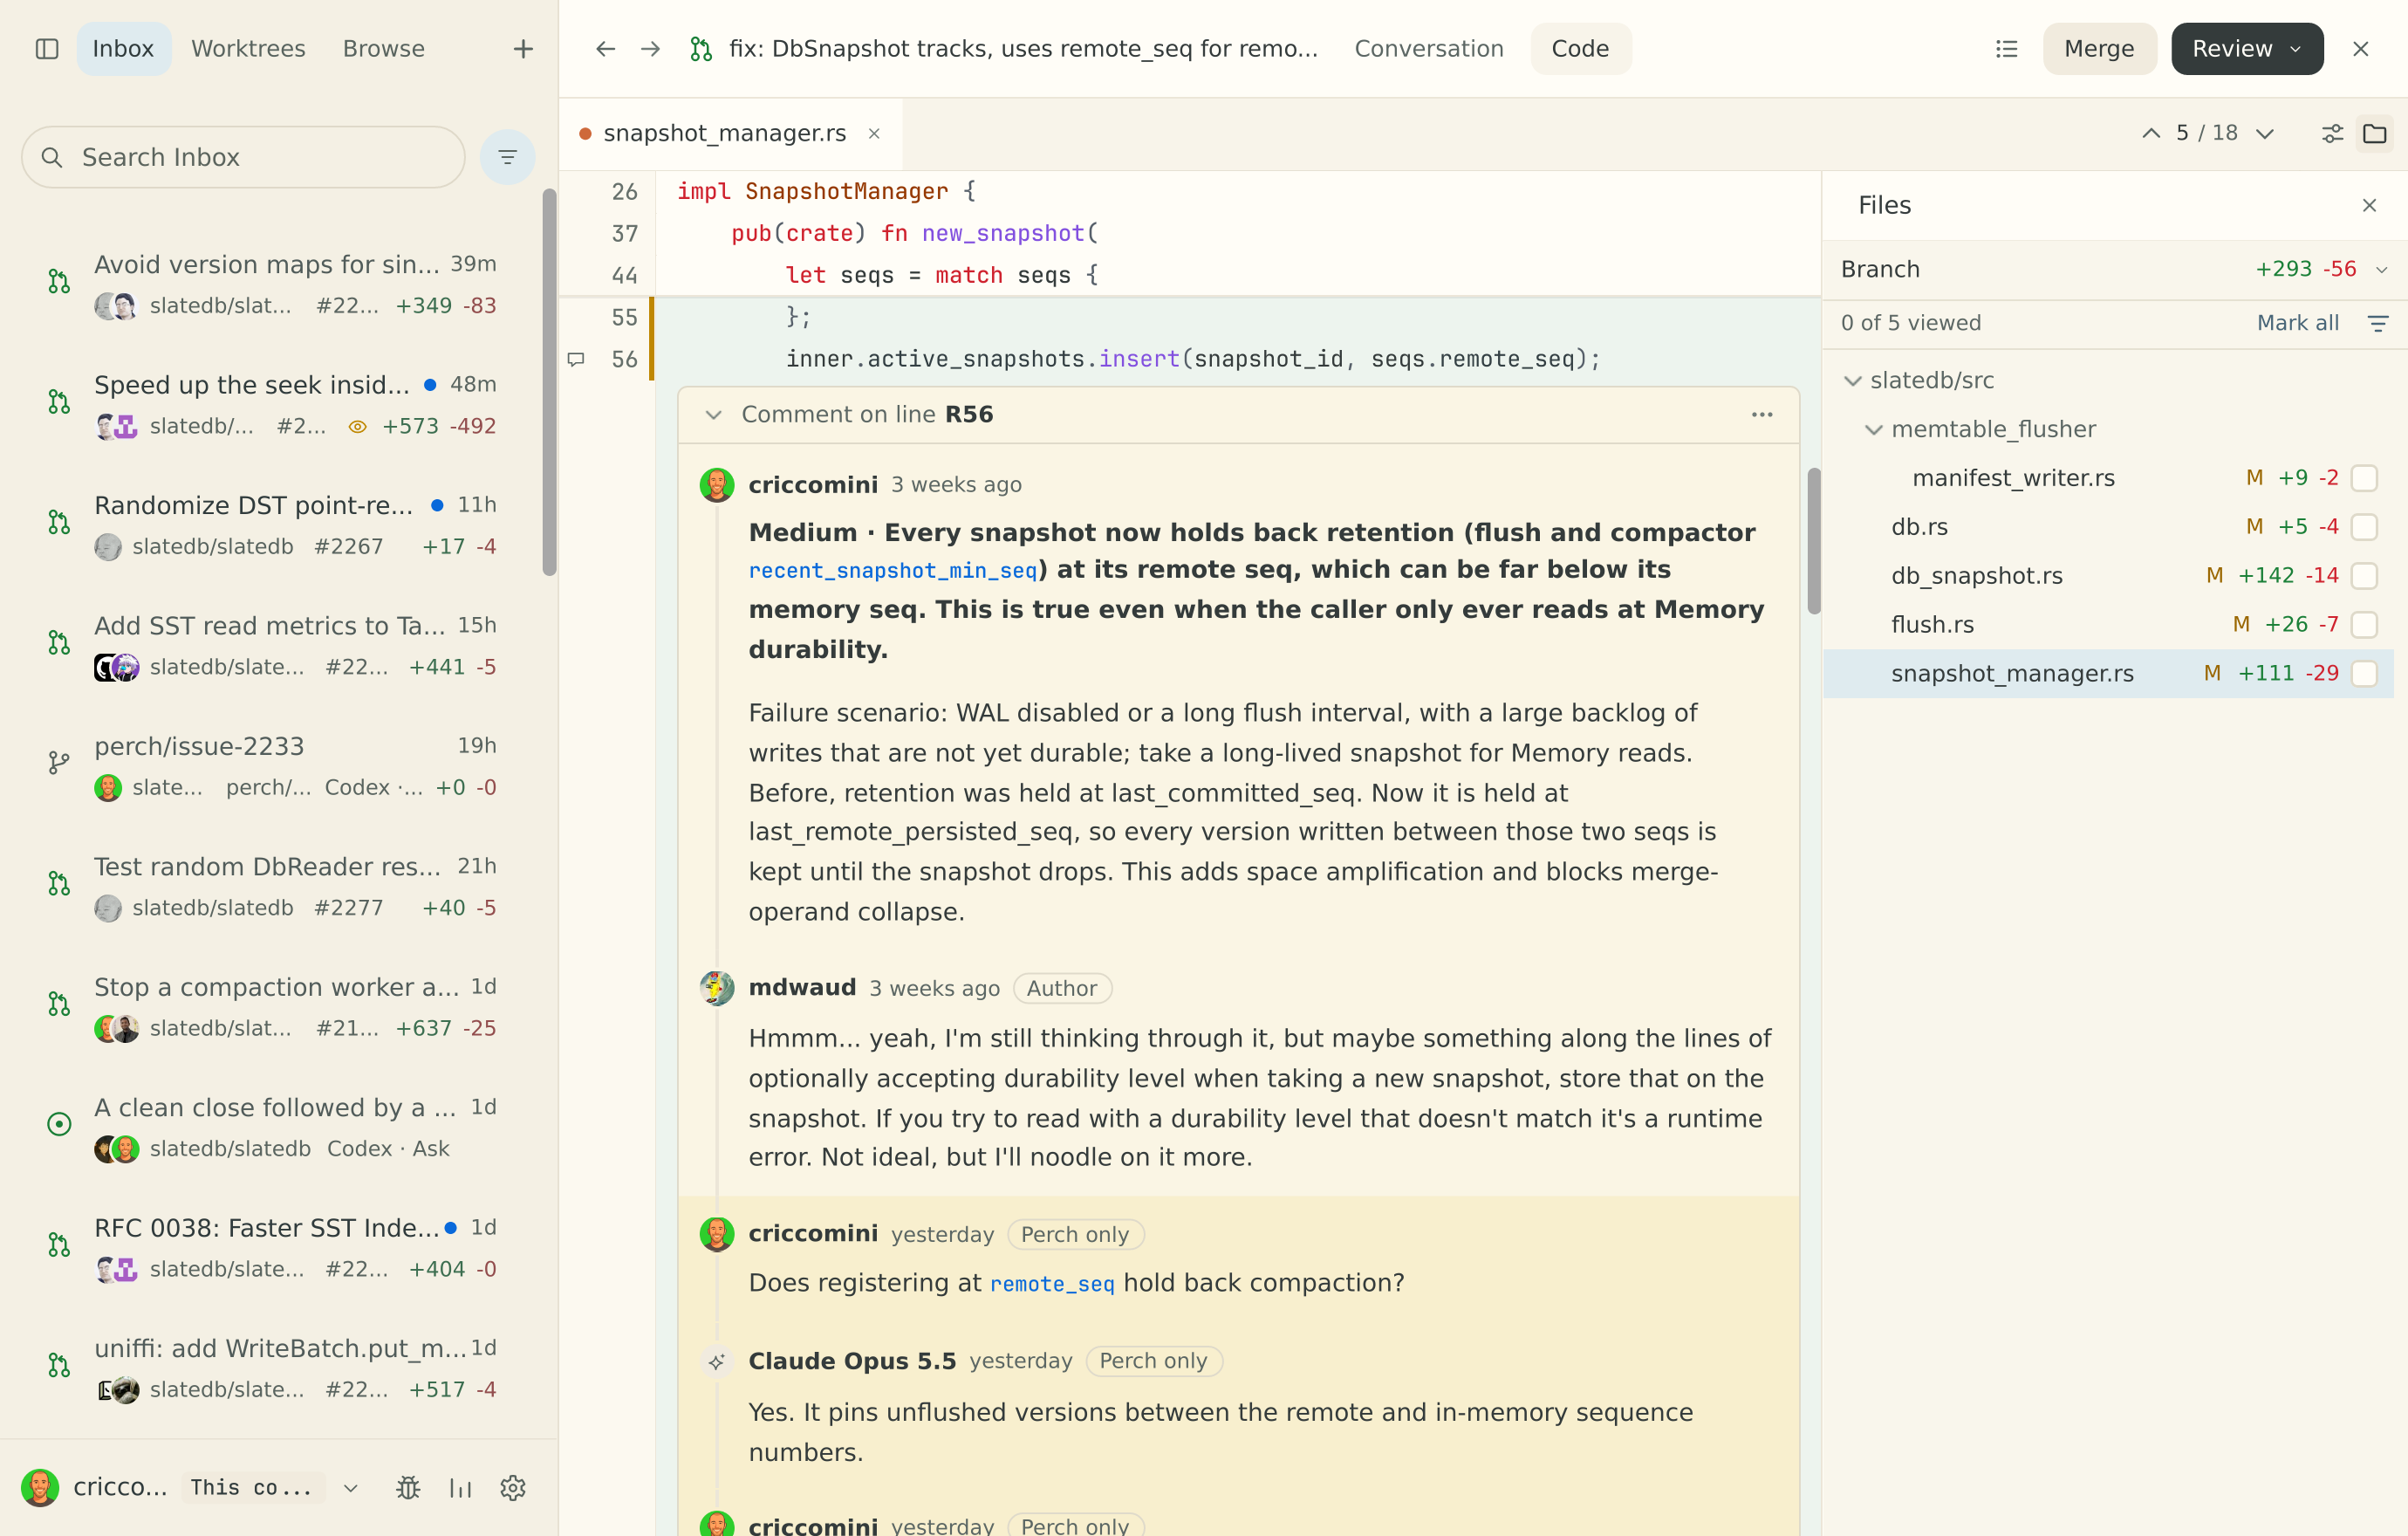 Inbox Worktrees Browse
Search Inbox
Avoid version maps for sin... 39m
slatedb/slat... #22... +349 -83
Speed up the seek insid... 48m
slatedb/... #2... +573 -492
Randomize DST point-re... 11h
slatedb/slatedb #2267 +17 -4
Add SST read metrics to Ta... 15h
slatedb/slate... #22... +441 -5
perch/issue-2233 19h
slate... perch/... Codex ·... +0 -0
Test random DbReader res... 21h
slatedb/slatedb #2277 +40 -5
Stop a compaction worker a... 1d
slatedb/slat... #21... +637 -25
A clean close followed by a ... 1d
slatedb/slatedb Codex · Ask
RFC 0038: Faster SST Inde... 1d
slatedb/slate... #22... +404 -0
uniffi: add WriteBatch.put_m... 1d
slatedb/slate... #22... +517 -4
cricco... This co...
fix: DbSnapshot tracks, uses remote_seq for remo... Conversation Code Merge Review
snapshot_manager.rs 5 / 18
26 impl SnapshotManager {
37 pub(crate) fn new_snapshot(
44 let seqs = match seqs {
55 };
56 inner.active_snapshots.insert(snapshot_id, seqs.remote_seq);
Comment on line R56
criccomini 3 weeks ago
Medium · Every snapshot now holds back retention (flush and compactor
recent_snapshot_min_seq) at its remote seq, which can be far below its
memory seq. This is true even when the caller only ever reads at Memory
durability.
Failure scenario: WAL disabled or a long flush interval, with a large backlog of
writes that are not yet durable; take a long-lived snapshot for Memory reads.
Before, retention was held at last_committed_seq. Now it is held at
last_remote_persisted_seq, so every version written between those two seqs is
kept until the snapshot drops. This adds space amplification and blocks merge-
operand collapse.
mdwaud 3 weeks ago Author
Hmmm... yeah, I'm still thinking through it, but maybe something along the lines of
optionally accepting durability level when taking a new snapshot, store that on the
snapshot. If you try to read with a durability level that doesn't match it's a runtime
error. Not ideal, but I'll noodle on it more.
criccomini yesterday Perch only
Does registering at remote_seq hold back compaction?
Claude Opus 5.5 yesterday Perch only
Yes. It pins unflushed versions between the remote and in-memory sequence
numbers.
criccomini yesterday Perch only
Files
Branch +293 -56
0 of 5 viewed Mark all
slatedb/src
memtable_flusher
manifest_writer.rs M +9 -2
db.rs M +5 -4
db_snapshot.rs M +142 -14
flush.rs M +26 -7
snapshot_manager.rs M +111 -29